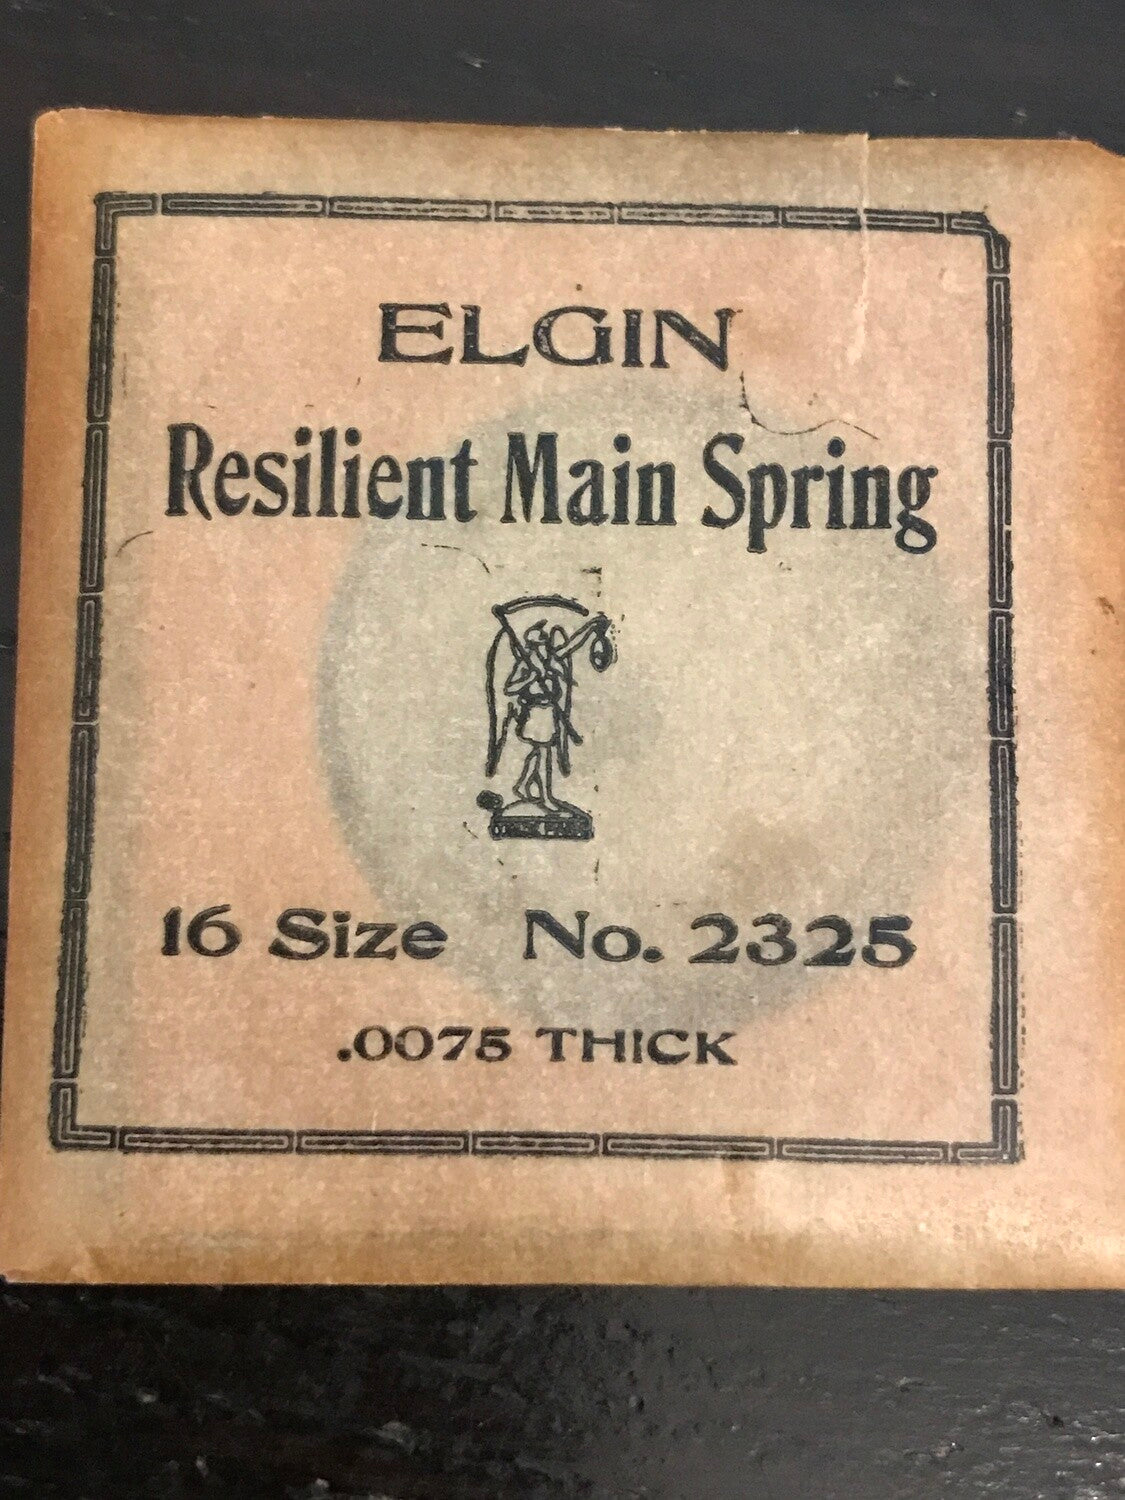 ELGIN
Resilient Main Spring
16 Size No. 2325
.0075 THICK